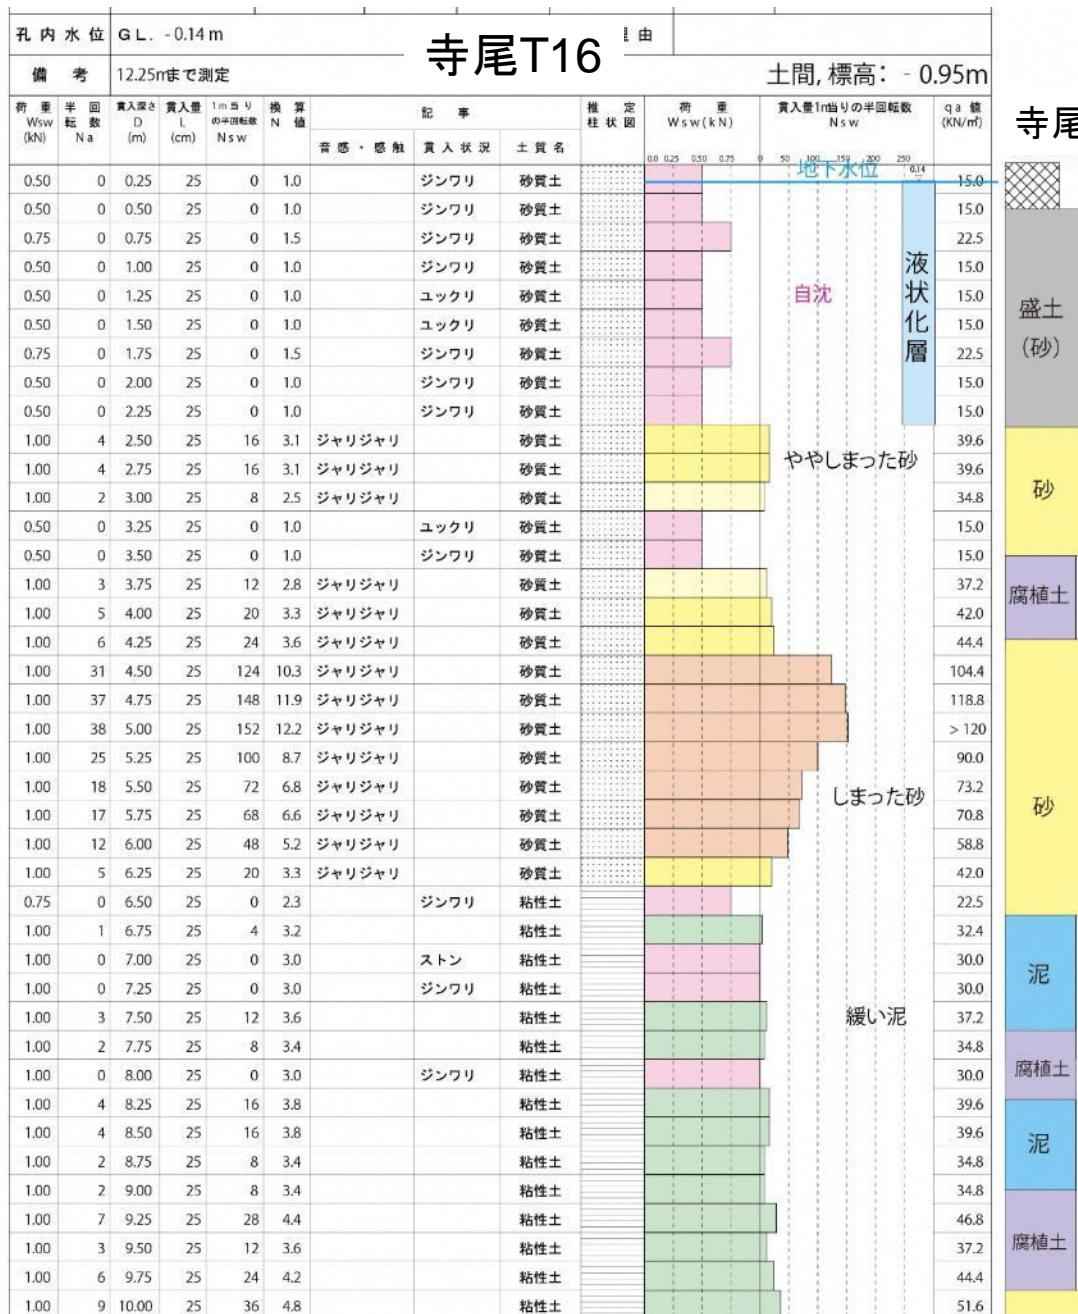 孔内水位 GL. -0.14m 由
寺尾T16
備考 12.25mまで測定 土間,標高: -0.95m
寺尾
荷重 Wsw (kN) 半回転数 Na 貫入深さ D (m) 貫入量 L (cm) 1m当りの半回転数 Nsw 換算N値 記事 推定柱状図 荷重 Wsw(kN) 貫入量1m当りの半回転数 Nsw qa値 (KN/㎡)
音感・感触 貫入状況 土質名
0.0 0.25 0.50 0.75 0 50 100 150 200 250
地下水位 0.14
0.50 0 0.25 25 0 1.0 ジンワリ 砂質土 15.0
0.50 0 0.50 25 0 1.0 ジンワリ 砂質土 15.0
0.75 0 0.75 25 0 1.5 ジンワリ 砂質土 22.5
0.50 0 1.00 25 0 1.0 ジンワリ 砂質土 15.0
0.50 0 1.25 25 0 1.0 ユックリ 砂質土 15.0
0.50 0 1.50 25 0 1.0 ユックリ 砂質土 15.0
0.75 0 1.75 25 0 1.5 ジンワリ 砂質土 22.5
0.50 0 2.00 25 0 1.0 ジンワリ 砂質土 15.0
0.50 0 2.25 25 0 1.0 ジンワリ 砂質土 15.0
1.00 4 2.50 25 16 3.1 ジャリジャリ 砂質土 39.6
1.00 4 2.75 25 16 3.1 ジャリジャリ 砂質土 39.6
1.00 2 3.00 25 8 2.5 ジャリジャリ 砂質土 34.8
0.50 0 3.25 25 0 1.0 ユックリ 砂質土 15.0
0.50 0 3.50 25 0 1.0 ジンワリ 砂質土 15.0
1.00 3 3.75 25 12 2.8 ジャリジャリ 砂質土 37.2
1.00 5 4.00 25 20 3.3 ジャリジャリ 砂質土 42.0
1.00 6 4.25 25 24 3.6 ジャリジャリ 砂質土 44.4
1.00 31 4.50 25 124 10.3 ジャリジャリ 砂質土 104.4
1.00 37 4.75 25 148 11.9 ジャリジャリ 砂質土 118.8
1.00 38 5.00 25 152 12.2 ジャリジャリ 砂質土 > 120
1.00 25 5.25 25 100 8.7 ジャリジャリ 砂質土 90.0
1.00 18 5.50 25 72 6.8 ジャリジャリ 砂質土 73.2
1.00 17 5.75 25 68 6.6 ジャリジャリ 砂質土 70.8
1.00 12 6.00 25 48 5.2 ジャリジャリ 砂質土 58.8
1.00 5 6.25 25 20 3.3 ジャリジャリ 砂質土 42.0
0.75 0 6.50 25 0 2.3 ジンワリ 粘性土 22.5
1.00 1 6.75 25 4 3.2 粘性土 32.4
1.00 0 7.00 25 0 3.0 ストン 粘性土 30.0
1.00 0 7.25 25 0 3.0 ジンワリ 粘性土 30.0
1.00 3 7.50 25 12 3.6 粘性土 37.2
1.00 2 7.75 25 8 3.4 粘性土 34.8
1.00 0 8.00 25 0 3.0 ジンワリ 粘性土 30.0
1.00 4 8.25 25 16 3.8 粘性土 39.6
1.00 4 8.50 25 16 3.8 粘性土 39.6
1.00 2 8.75 25 8 3.4 粘性土 34.8
1.00 2 9.00 25 8 3.4 粘性土 34.8
1.00 7 9.25 25 28 4.4 粘性土 46.8
1.00 3 9.50 25 12 3.6 粘性土 37.2
1.00 6 9.75 25 24 4.2 粘性土 44.4
1.00 9 10.00 25 36 4.8 粘性土 51.6
自沈
液状化層
ややしまった砂
しまった砂
緩い泥
盛土
(砂)
砂
腐植土
砂
泥
腐植土
泥
腐植土